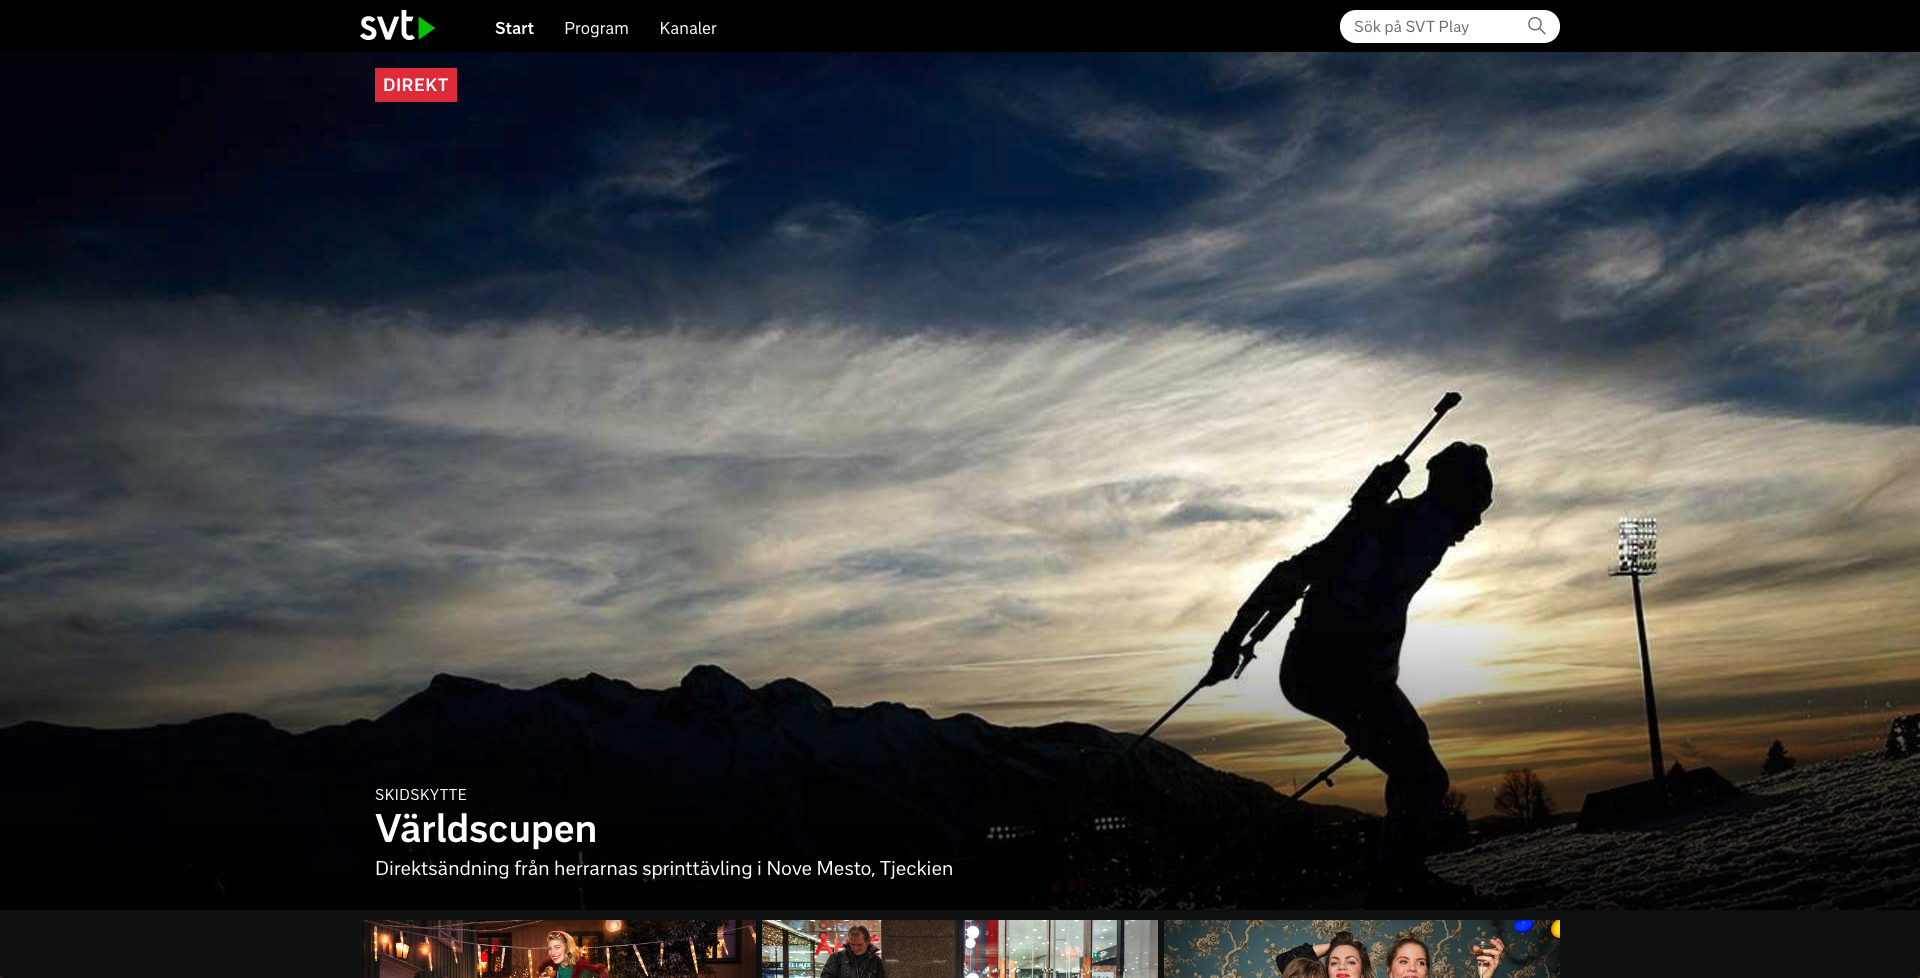 svt
Start
Program
Kanaler
Sök på SVT Play
DIREKT
SKIDSKYTTE
Världscupen
Direktsändning från herrarnas sprinttävling i Nove Mesto, Tjeckien